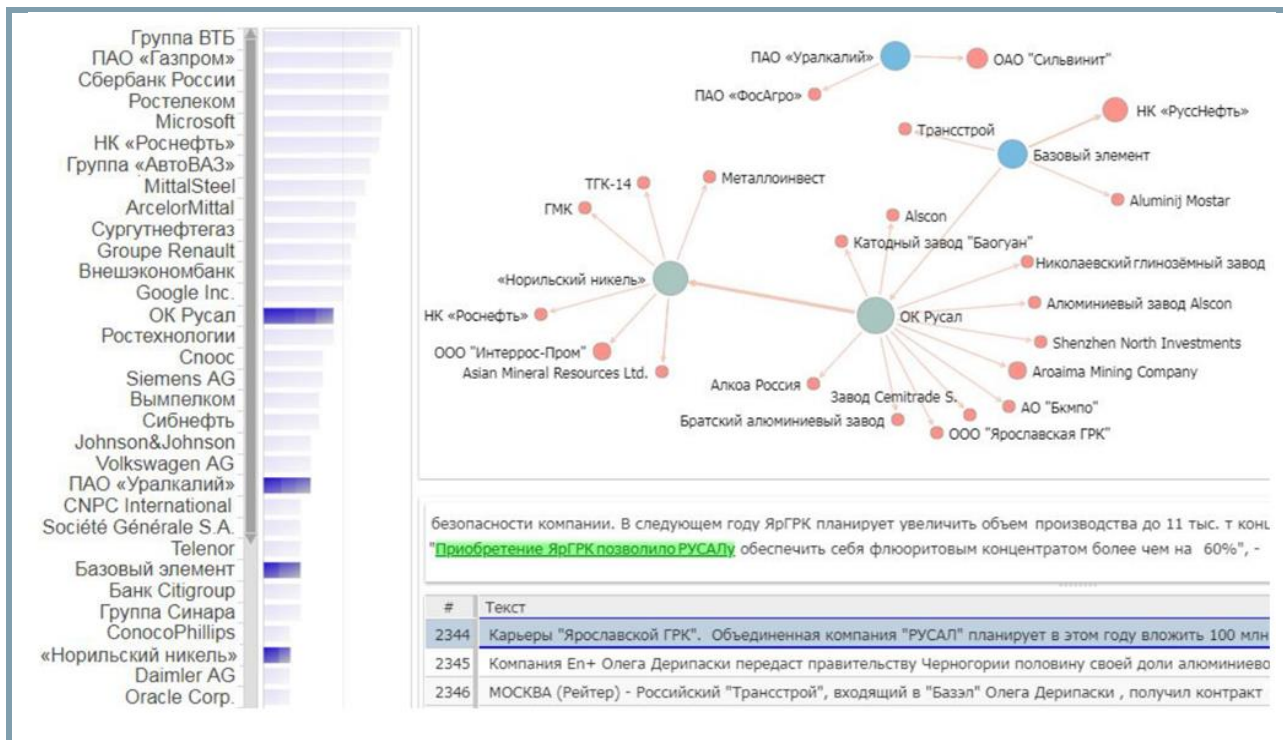 Группа ВТБ
ПАО «Газпром»
Сбербанк России
Ростелеком
Microsoft
НК «Роснефть»
Группа «АвтоВАЗ»
MittalSteel
ArcelorMittal
Сургутнефтегаз
Groupe Renault
Внешэкономбанк
Google Inc.
ОК Русал
Ростехнологии
Cnooc
Siemens AG
Вымпелком
Сибнефть
Johnson&Johnson
Volkswagen AG
ПАО «Уралкалий»
CNPC International
Société Générale S.A.
Telenor
Базовый элемент
Банк Citigroup
Группа Синара
ConocoPhillips
«Норильский никель»
Daimler AG
Oracle Corp.
ПАО «Уралкалий»
ОАО "Сильвинит"
ПАО «ФосАгро»
НК «РуссНефть»
Трансстрой
Базовый элемент
Aluminij Mostar
ТГК-14
Металлоинвест
ГМК
Alscon
Катодный завод "Баогуан"
Николаевский глинозёмный завод
«Норильский никель»
НК «Роснефть»
ОК Русал
Алюминиевый завод Alscon
Shenzhen North Investments
ООО "Интеррос-Пром"
Asian Mineral Resources Ltd.
Aroaima Mining Company
Алкоа Россия
Завод Cemitrade S.
АО "Бкмпо"
Братский алюминиевый завод
ООО "Ярославская ГРК"
безопасности компании. В следующем году ЯрГРК планирует увеличить объем производства до 11 тыс. т конц
"Приобретение ЯрГРК позволило РУСАЛу обеспечить себя флюоритовым концентратом более чем на 60%", -
# Текст
2344 Карьеры "Ярославской ГРК". Объединенная компания "РУСАЛ" планирует в этом году вложить 100 млн
2345 Компания En+ Олега Дерипаски передаст правительству Черногории половину своей доли алюминиево
2346 МОСКВА (Рейтер) - Российский "Трансстрой", входящий в "Базэл" Олега Дерипаски , получил контракт